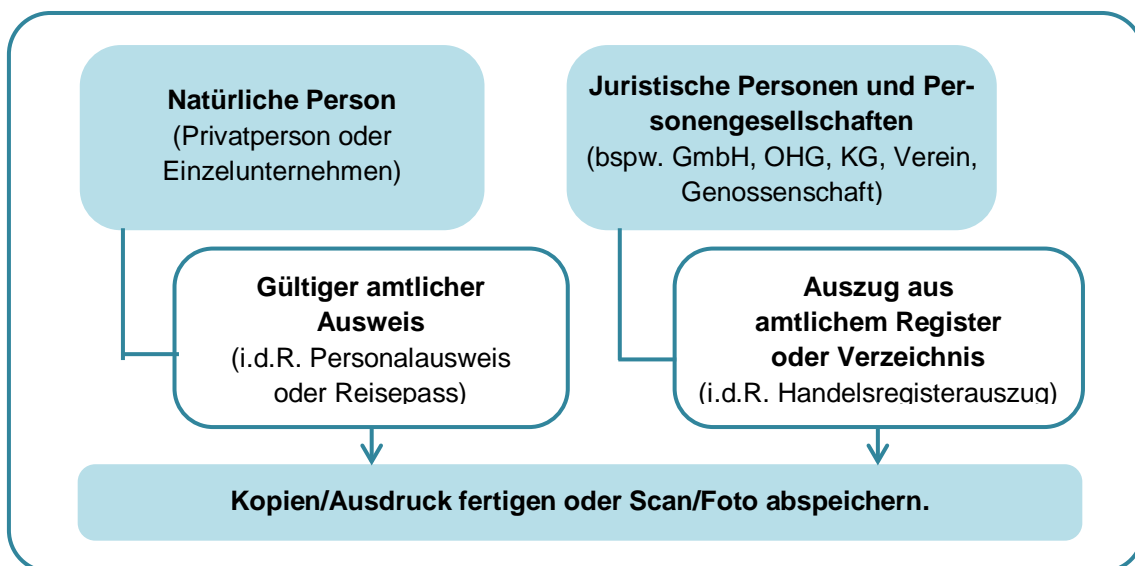 Natürliche Person
(Privatperson oder
Einzelunternehmen)
Juristische Personen und Per-
sonengesellschaften
(bspw. GmbH, OHG, KG, Verein,
Genossenschaft)
Gültiger amtlicher
Ausweis
(i.d.R. Personalausweis
oder Reisepass)
Auszug aus
amtlichem Register
oder Verzeichnis
(i.d.R. Handelsregisterauszug)
Kopien/Ausdruck fertigen oder Scan/Foto abspeichern.